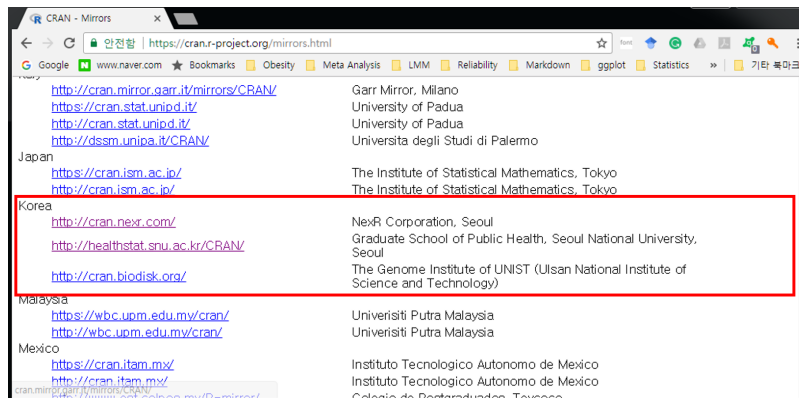 CRAN - Mirrors
안전함 | https://cran.r-project.org/mirrors.html
Google www.naver.com Bookmarks Obesity Meta Analysis LMM Reliability Markdown ggplot Statistics » 기타 북마크
Italy
http://cran.mirror.garr.it/mirrors/CRAN/ Garr Mirror, Milano
https://cran.stat.unipd.it/ University of Padua
http://cran.stat.unipd.it/ University of Padua
http://dssm.unipa.it/CRAN/ Universita degli Studi di Palermo
Japan
https://cran.ism.ac.jp/ The Institute of Statistical Mathematics, Tokyo
http://cran.ism.ac.jp/ The Institute of Statistical Mathematics, Tokyo
Korea
http://cran.nexr.com/ NexR Corporation, Seoul
http://healthstat.snu.ac.kr/CRAN/ Graduate School of Public Health, Seoul National University,
Seoul
http://cran.biodisk.org/ The Genome Institute of UNIST (Ulsan National Institute of
Science and Technology)
Malaysia
https://wbc.upm.edu.my/cran/ Univerisiti Putra Malaysia
http://wbc.upm.edu.my/cran/ Univerisiti Putra Malaysia
Mexico
https://cran.itam.mx/ Instituto Tecnologico Autonomo de Mexico
http://cran.itam.mx/ Instituto Tecnologico Autonomo de Mexico
cran.mirror.garr.it/mirrors/CRAN/
Colegio de Postgraduados, Texcoco